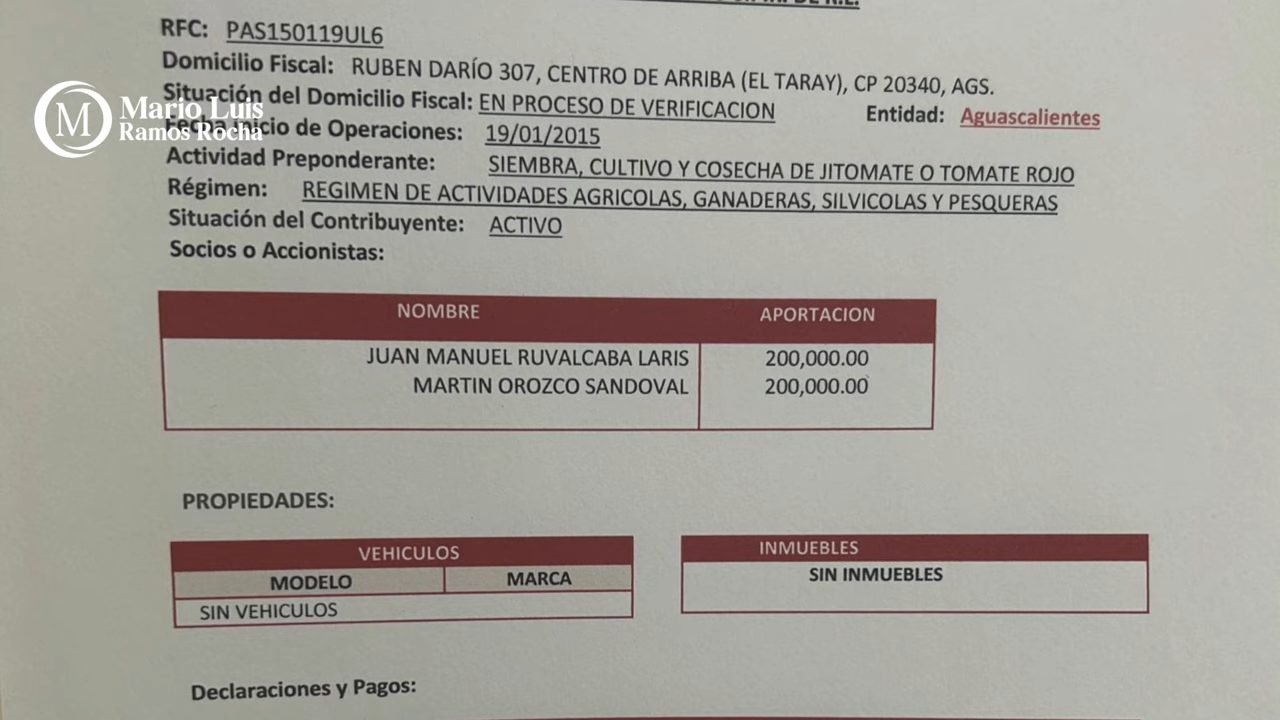 RFC: PAS150119UL6
Domicilio Fiscal: RUBEN DARÍO 307, CENTRO DE ARRIBA (EL TARAY), CP 20340, AGS.
Situación del Domicilio Fiscal: EN PROCESO DE VERIFICACION Entidad: Aguascalientes
M Mario Luis
Ramos Rocha
Fecha inicio de Operaciones: 19/01/2015
Actividad Preponderante: SIEMBRA, CULTIVO Y COSECHA DE JITOMATE O TOMATE ROJO
Régimen: REGIMEN DE ACTIVIDADES AGRICOLAS, GANADERAS, SILVICOLAS Y PESQUERAS
Situación del Contribuyente: ACTIVO
Socios o Accionistas:
NOMBRE APORTACION
JUAN MANUEL RUVALCABA LARIS 200,000.00
MARTIN OROZCO SANDOVAL 200,000.00
PROPIEDADES:
VEHICULOS
MODELO MARCA
SIN VEHICULOS
INMUEBLES
SIN INMUEBLES
Declaraciones y Pagos: